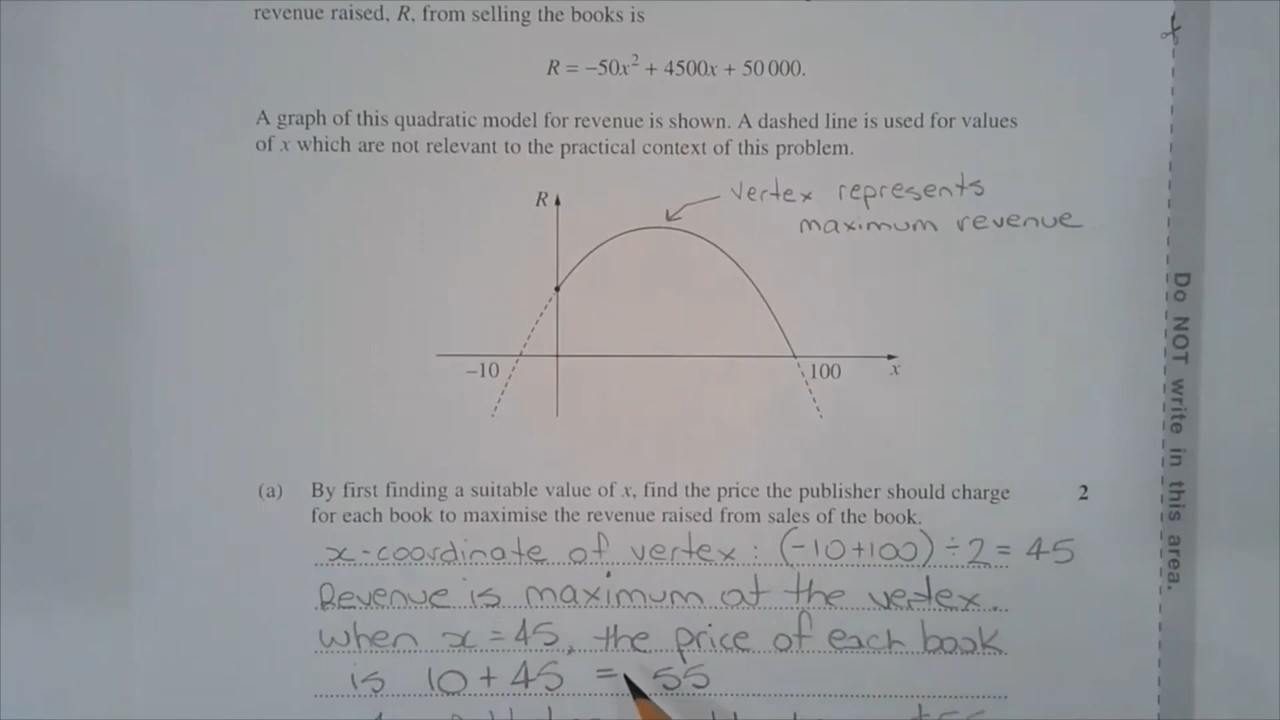 revenue raised, R, from selling the books is
R = −50x² + 4500x + 50 000.
A graph of this quadratic model for revenue is shown. A dashed line is used for values
of x which are not relevant to the practical context of this problem.
R
vertex represents
maximum revenue
−10
100
x
(a) By first finding a suitable value of x, find the price the publisher should charge 2
for each book to maximise the revenue raised from sales of the book.
x-coordinate of vertex : (-10+100) ÷ 2 = 45
Revenue is maximum at the vertex.
When x = 45, the price of each book
is 10 + 45 = 55
Do NOT write in this area.